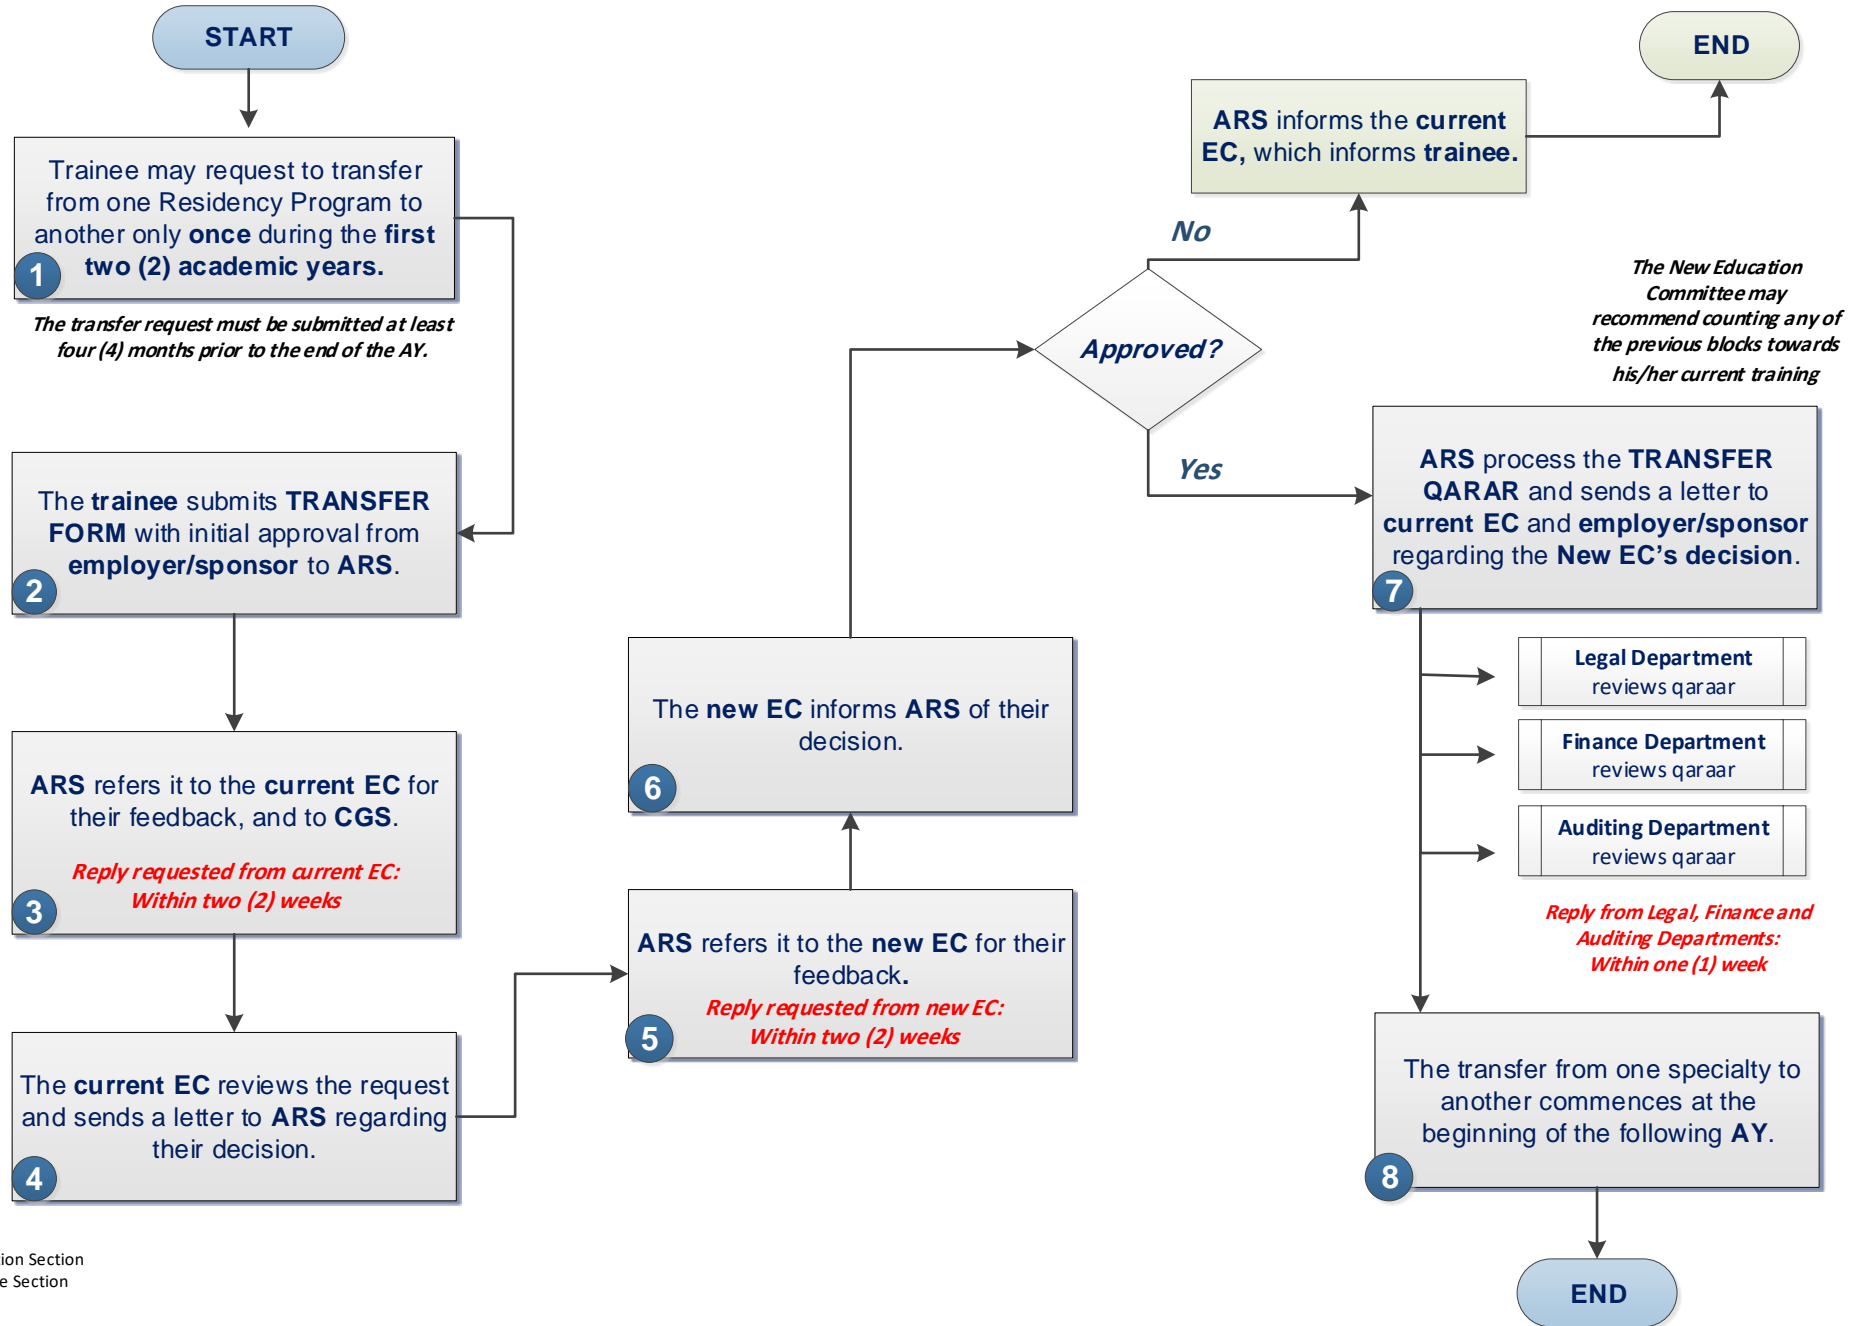 START
Trainee may request to transfer
from one Residency Program to
another only once during the first
two (2) academic years.
1
The transfer request must be submitted at least
four (4) months prior to the end of the AY.
The trainee submits TRANSFER
FORM with initial approval from
employer/sponsor to ARS.
2
ARS refers it to the current EC for
their feedback, and to CGS.
Reply requested from current EC:
Within two (2) weeks
3
The current EC reviews the request
and sends a letter to ARS regarding
their decision.
4
ARS refers it to the new EC for their
feedback.
Reply requested from new EC:
Within two (2) weeks
5
The new EC informs ARS of their
decision.
6
Approved?
No
ARS informs the current
EC, which informs trainee.
END
Yes
The New Education
Committee may
recommend counting any of
the previous blocks towards
his/her current training
ARS process the TRANSFER
QARAR and sends a letter to
current EC and employer/sponsor
regarding the New EC’s decision.
7
Legal Department
reviews qaraar
Finance Department
reviews qaraar
Auditing Department
reviews qaraar
Reply from Legal, Finance and
Auditing Departments:
Within one (1) week
The transfer from one specialty to
another commences at the
beginning of the following AY.
8
END
Section
Section